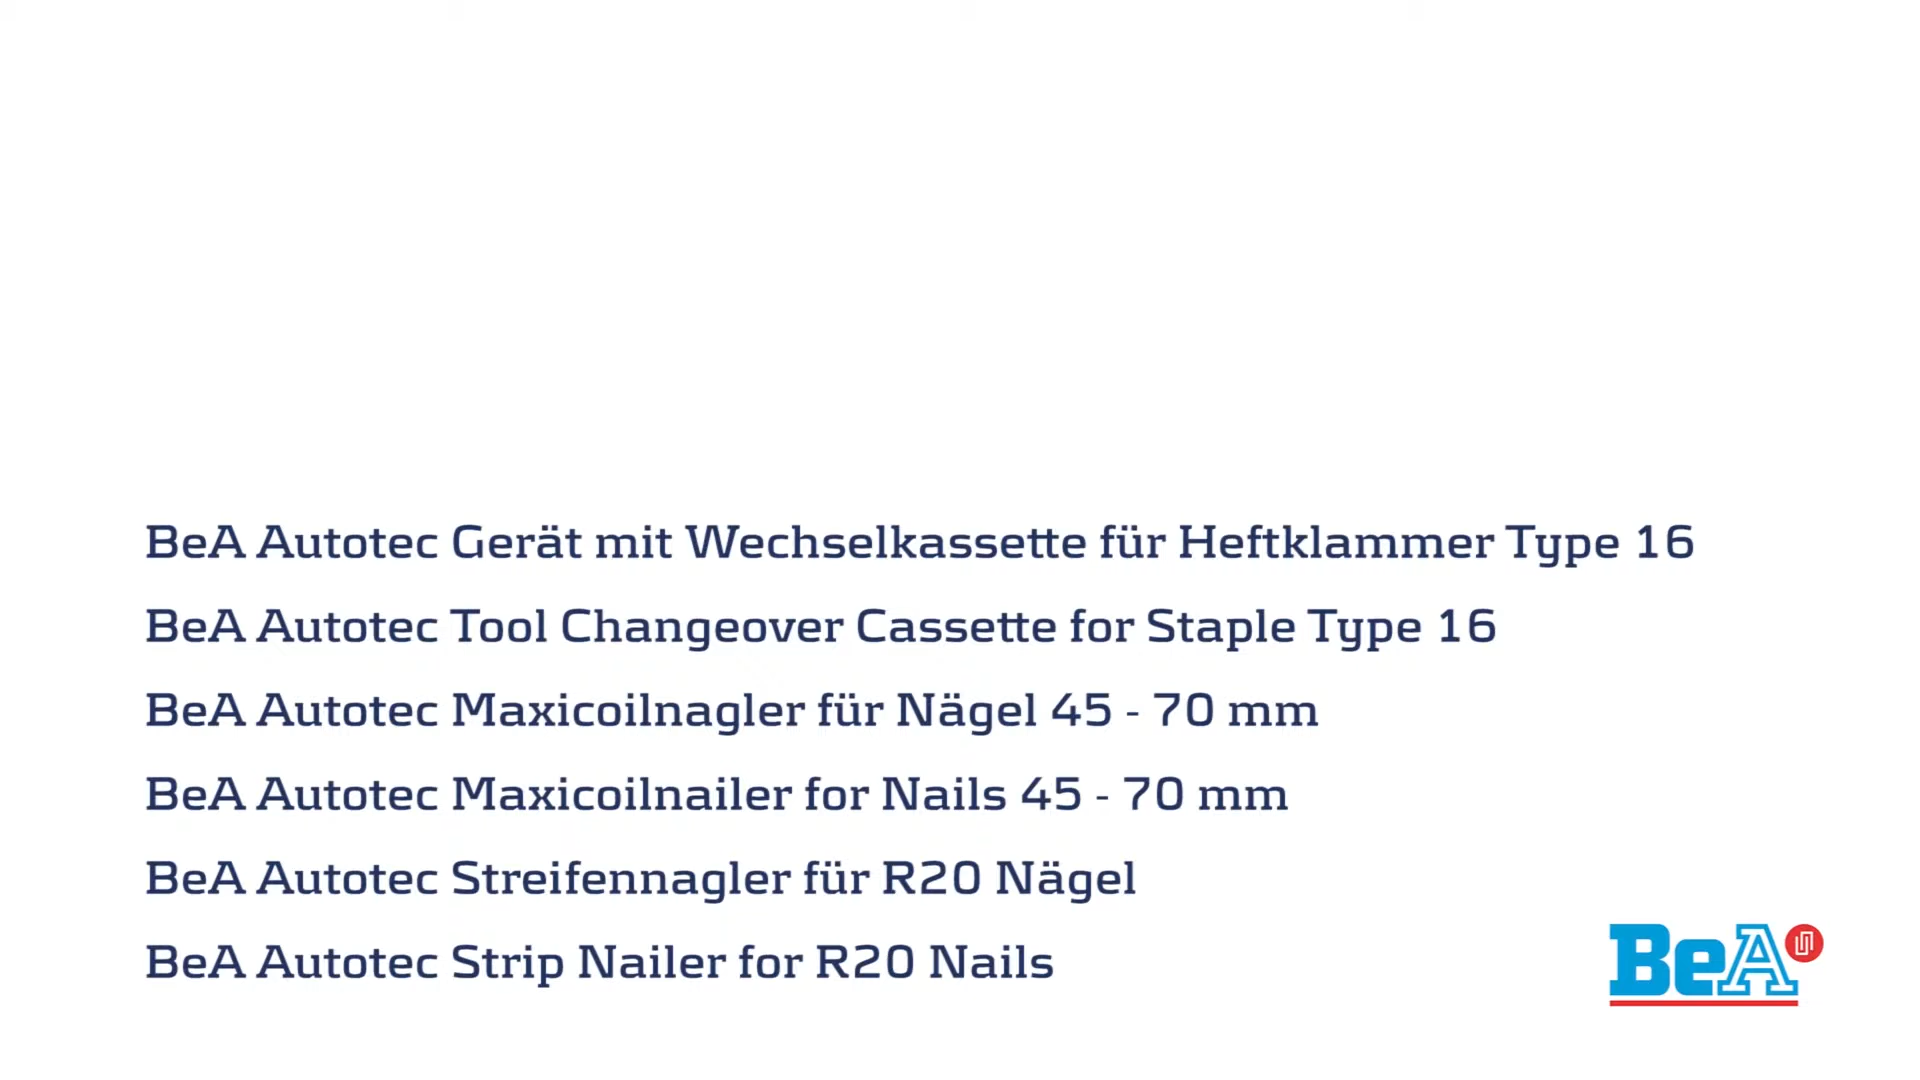 BeA Autotec Gerät mit Wechselkassette für Heftklammer Type 16
BeA Autotec Tool Changeover Cassette for Staple Type 16
BeA Autotec Maxicoilnagler für Nägel 45 - 70 mm
BeA Autotec Maxicoilnailer for Nails 45 - 70 mm
BeA Autotec Streifennagler für R20 Nägel
BeA Autotec Strip Nailer for R20 Nails
BeA